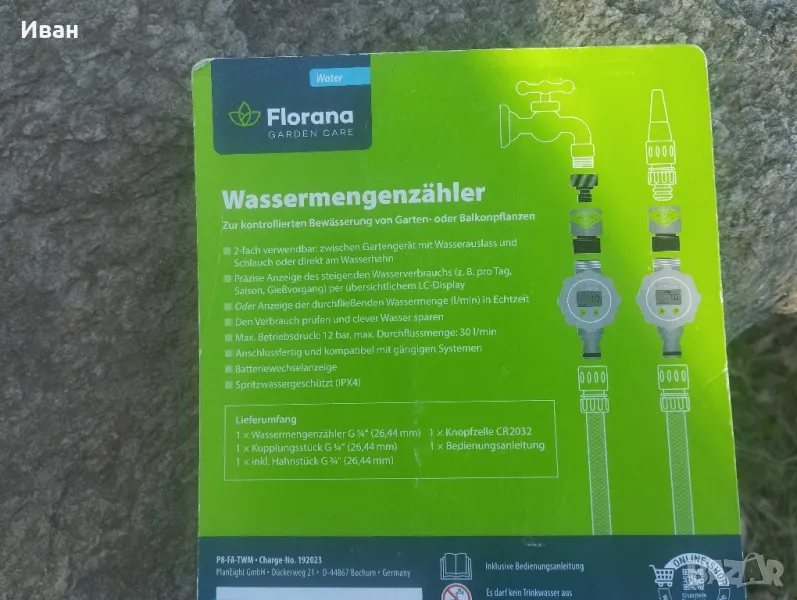 Иван
Water
Florana
GARDEN CARE
Wassermengenzähler
Zur kontrollierten Bewässerung von Garten- oder Balkonpflanzen
2-fach verwendbar: zwischen Gartengerät mit Wasserauslass und
Schlauch oder direkt am Wasserhahn
Präzise Anzeige des steigenden Wasserverbrauchs (z. B. pro Tag,
Saison, Gießvorgang) per übersichtlichem LC-Display
Oder Anzeige der durchfließenden Wassermenge (l/min) in Echtzeit
Den Verbrauch prüfen und clever Wasser sparen
Max. Betriebsdruck: 12 bar, max. Durchflussmenge: 30 l/min
Anschlussfertig und kompatibel mit gängigen Systemen
Batteriewechselanzeige
Spritzwassergeschützt (IPX4)
Lieferumfang
1 × Wassermengenzähler G ¾" (26,44 mm)
1 × Kupplungsstück G ¾" (26,44 mm)
1 × inkl. Hahnstück G ¾" (26,44 mm)
1 × Knopfzelle CR2032
1 × Bedienungsanleitung
P8-FA-TWM • Charge-No. 192023
PlanEight GmbH • Dückerweg 21 • D-44867 Bochum • Germany
Inklusive Bedienungsanleitung
Es darf kein Trinkwasser aus
ONLINE-SHOP
Ersatzteile
BAZAR